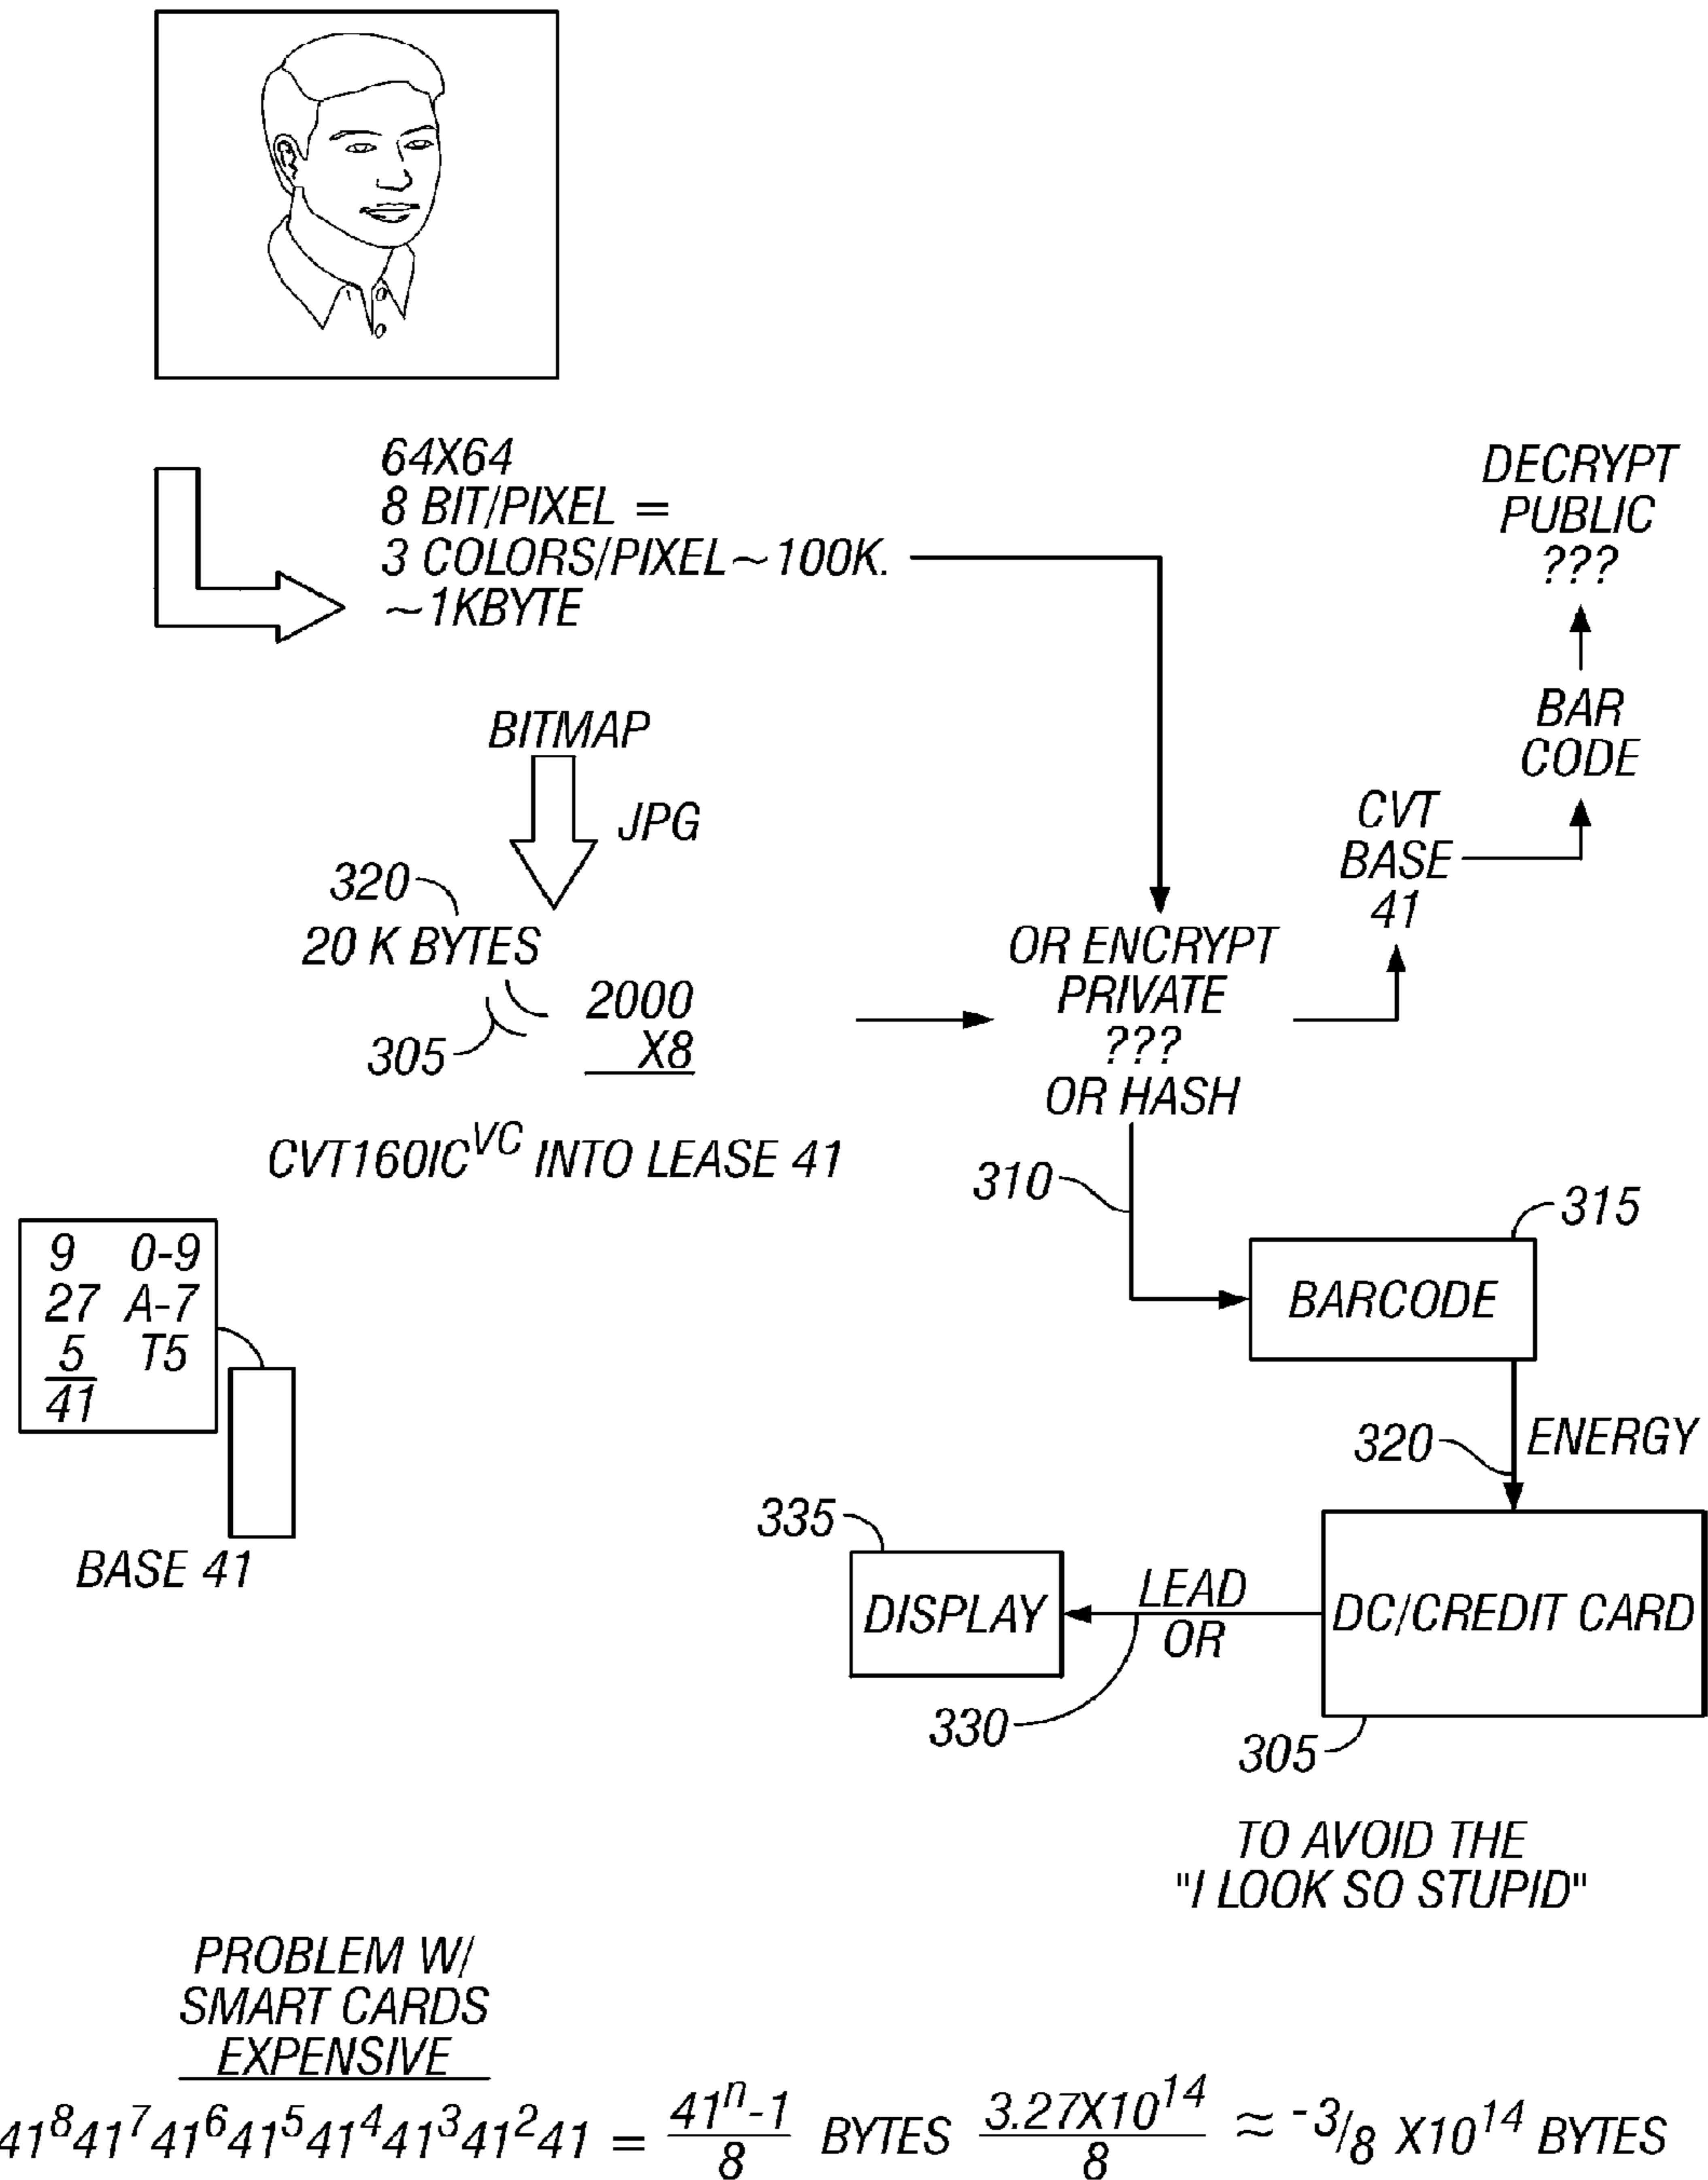 64X64
8 BIT/PIXEL =
3 COLORS/PIXEL~100K.
~1KBYTE
DECRYPT
PUBLIC
???
BAR
CODE
CVT
BASE
41
BITMAP
JPG
320
20 K BYTES
2000
X8
305
OR ENCRYPT
PRIVATE
???
OR HASH
CVT160IC^VC INTO LEASE 41
310
315
BARCODE
9 0-9
27 A-7
5 T5
41
BASE 41
320
ENERGY
335
DISPLAY
LEAD
OR
DC/CREDIT CARD
330
305
TO AVOID THE
"I LOOK SO STUPID"
PROBLEM W/
SMART CARDS
EXPENSIVE
41^8 41^7 41^6 41^5 41^4 41^3 41^2 41 = 41^n-1/8 BYTES 3.27X10^14/8 ≈ -3/8 X10^14 BYTES